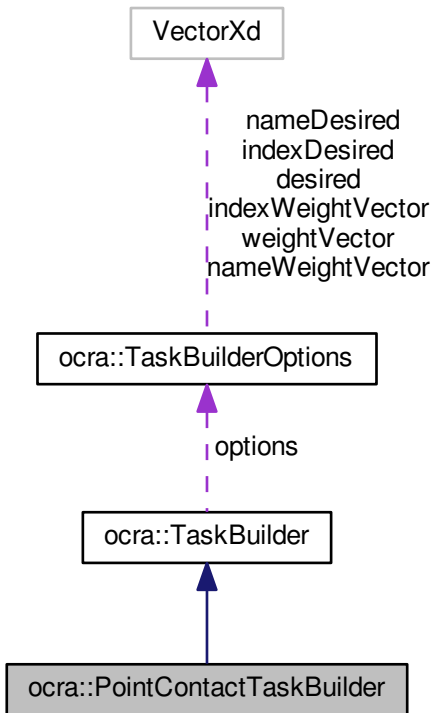 VectorXd
nameDesired
indexDesired
desired
indexWeightVector
weightVector
nameWeightVector
ocra::TaskBuilderOptions
options
ocra::TaskBuilder
ocra::PointContactTaskBuilder